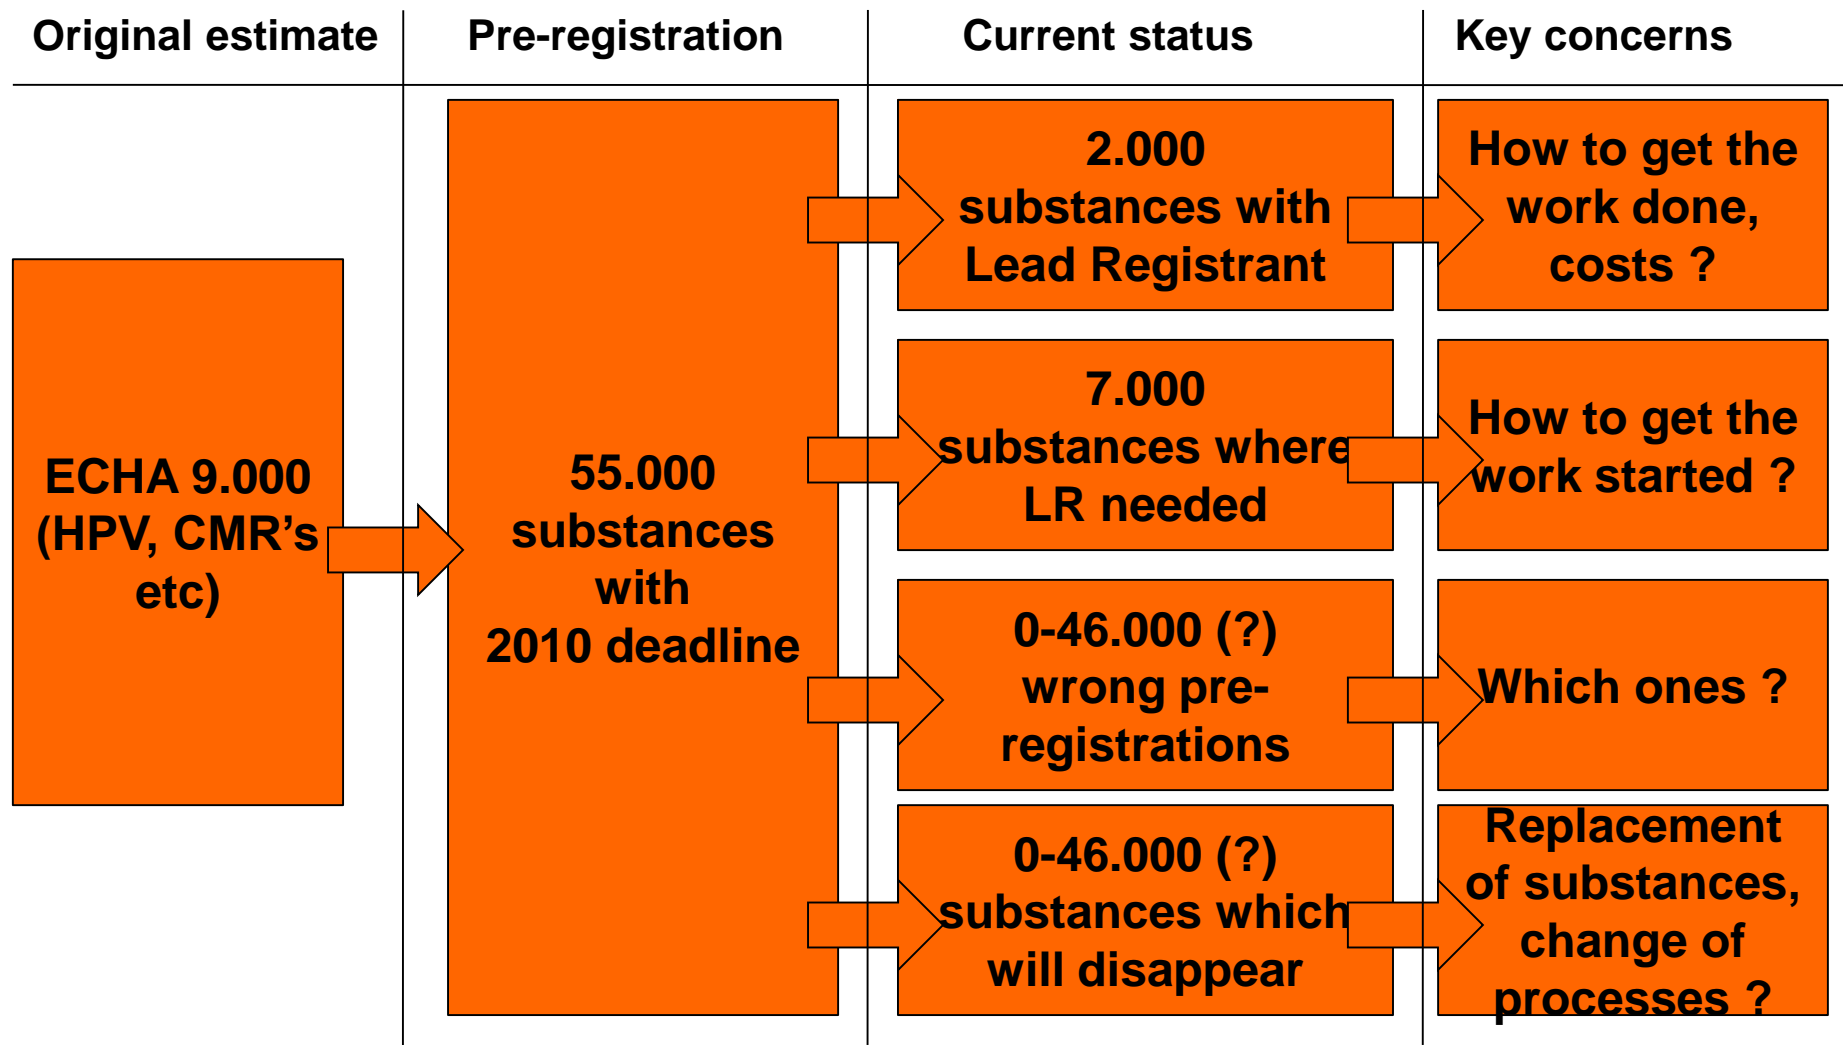 Original estimate
Pre-registration
Current status
Key concerns
ECHA 9.000
(HPV, CMR’s
etc)
55.000
substances
with
2010 deadline
2.000
substances with
Lead Registrant
How to get the
work done,
costs ?
7.000
substances where
LR needed
How to get the
work started ?
0-46.000 (?)
wrong pre-
registrations
Which ones ?
0-46.000 (?)
substances which
will disappear
Replacement
of substances,
change of
processes ?